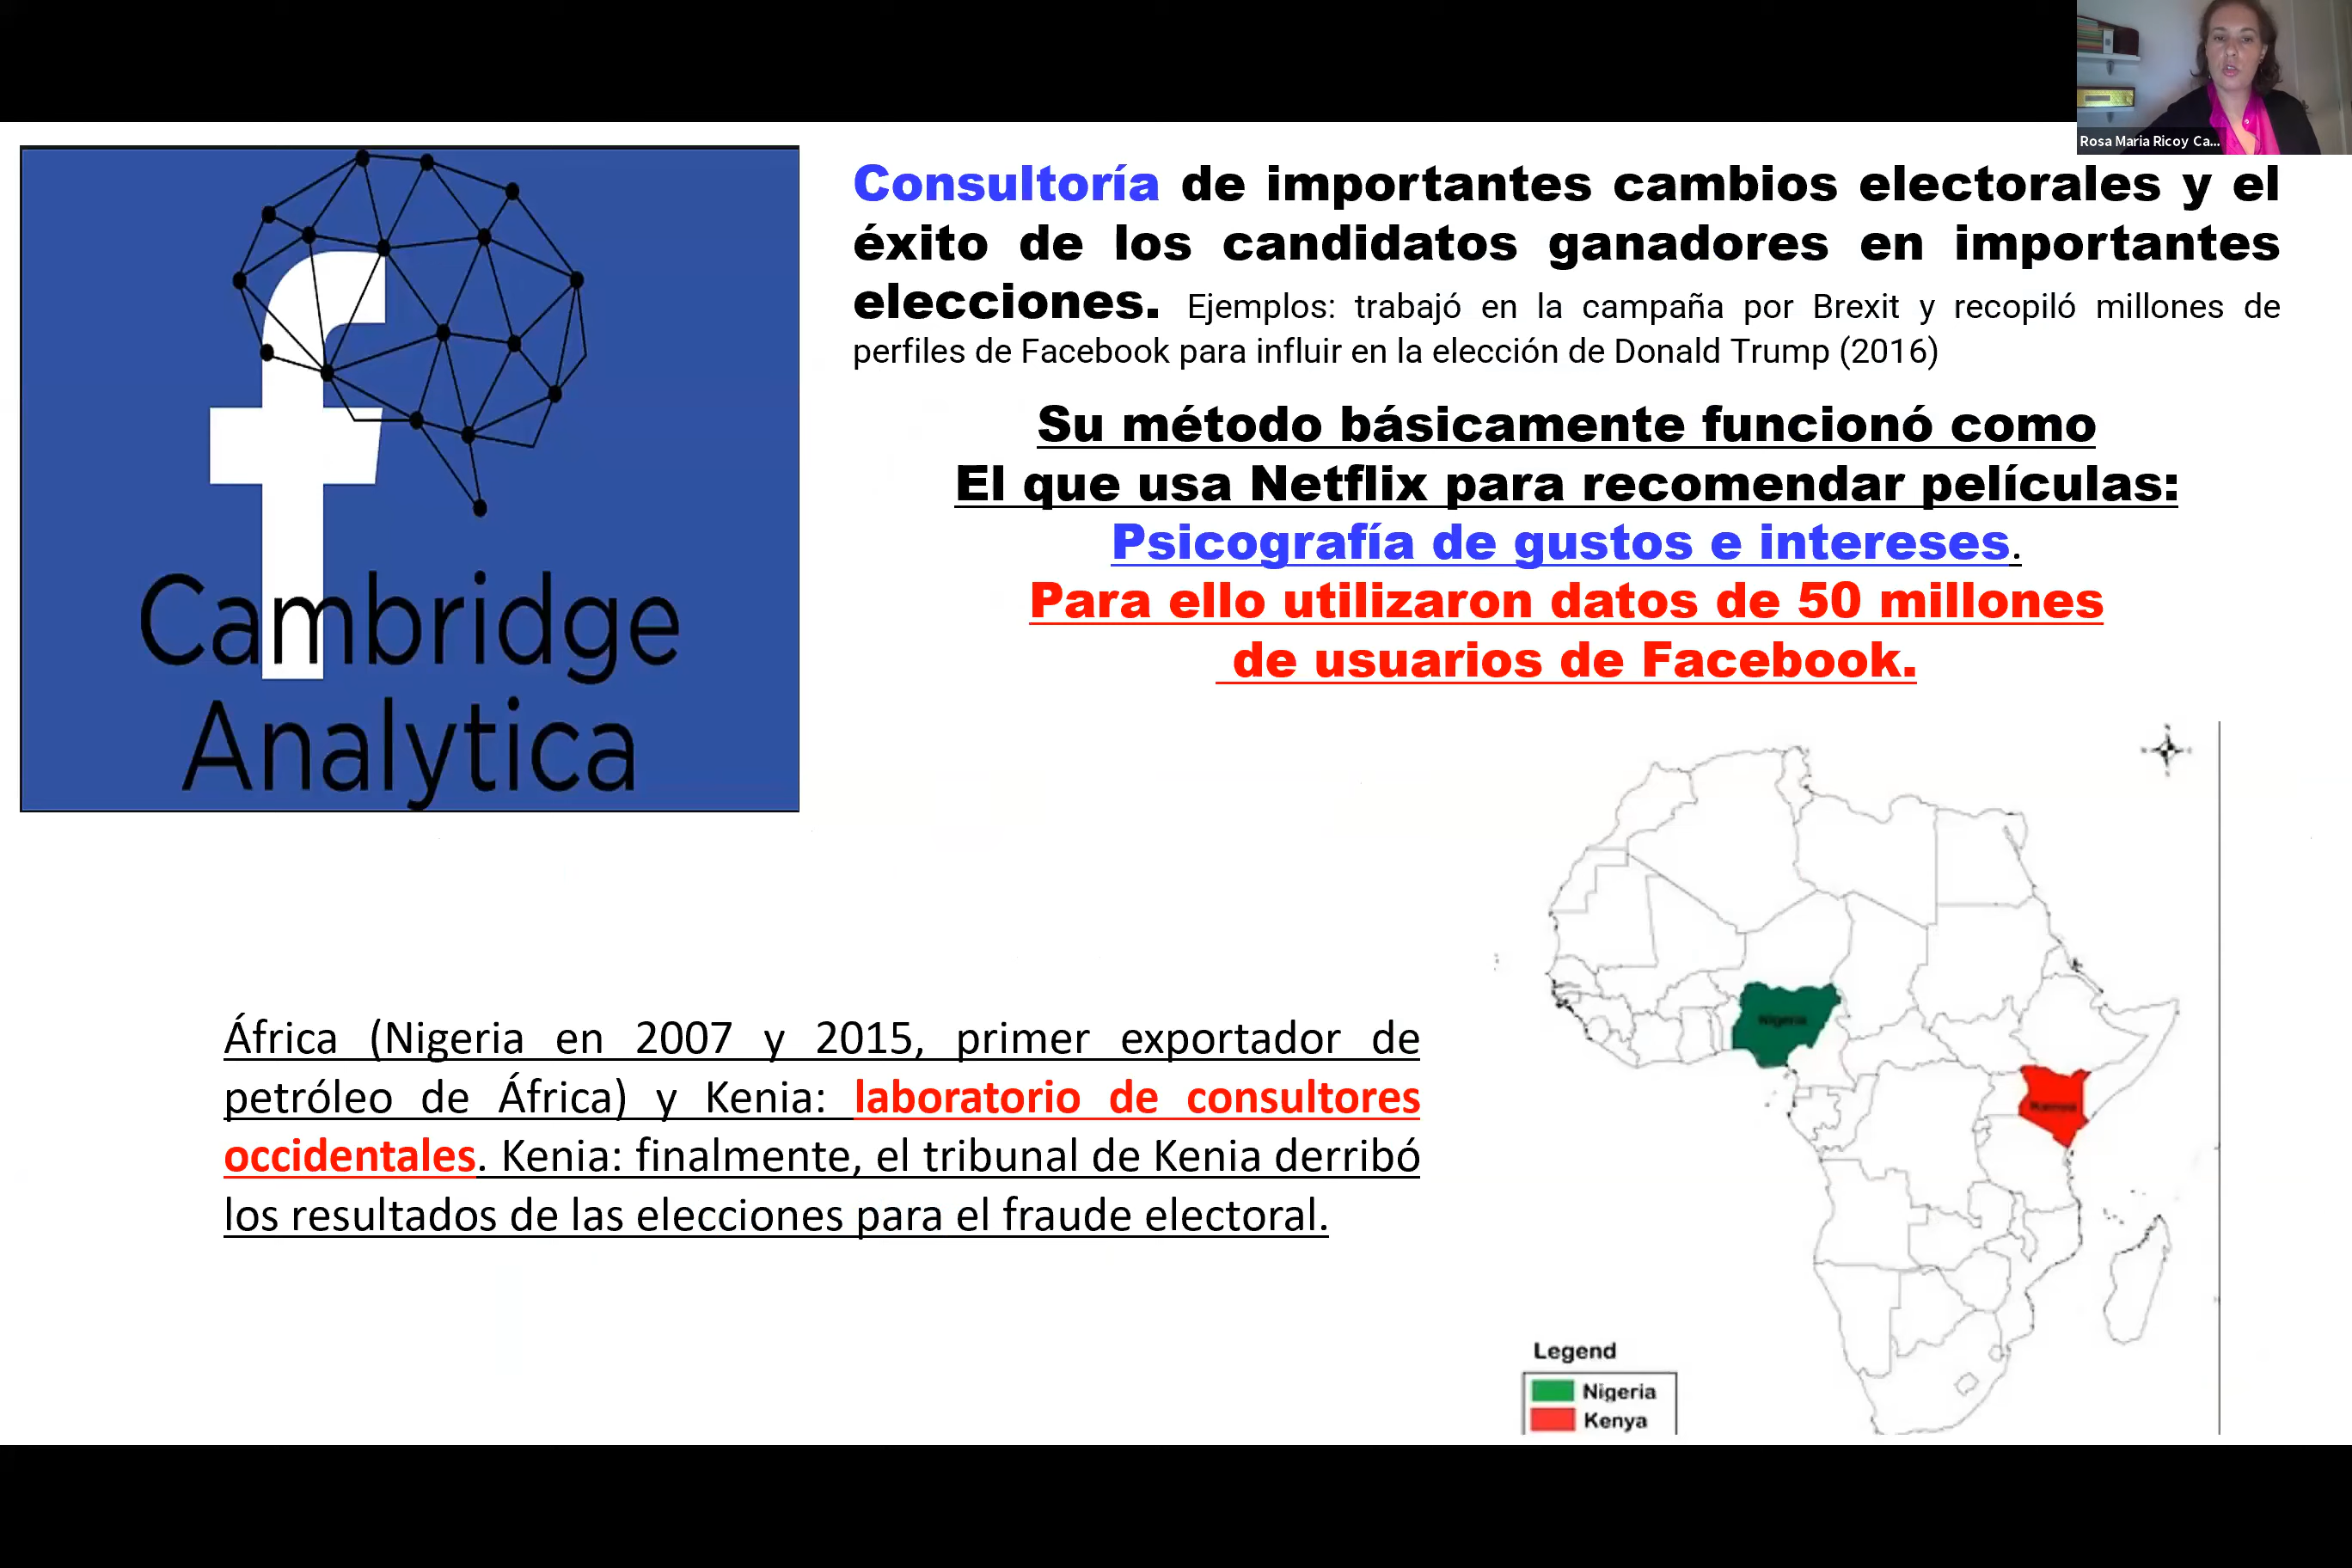 Rosa Maria Ricoy Ca...
Cambridge
Analytica
Consultoría de importantes cambios electorales y el
éxito de los candidatos ganadores en importantes
elecciones. Ejemplos: trabajó en la campaña por Brexit y recopiló millones de
perfiles de Facebook para influir en la elección de Donald Trump (2016)
Su método básicamente funcionó como
El que usa Netflix para recomendar películas:
Psicografía de gustos e intereses.
Para ello utilizaron datos de 50 millones
de usuarios de Facebook.
África (Nigeria en 2007 y 2015, primer exportador de
petróleo de África) y Kenia: laboratorio de consultores
occidentales. Kenia: finalmente, el tribunal de Kenia derribó
los resultados de las elecciones para el fraude electoral.
Nigeria
Legend
Nigeria
Kenya